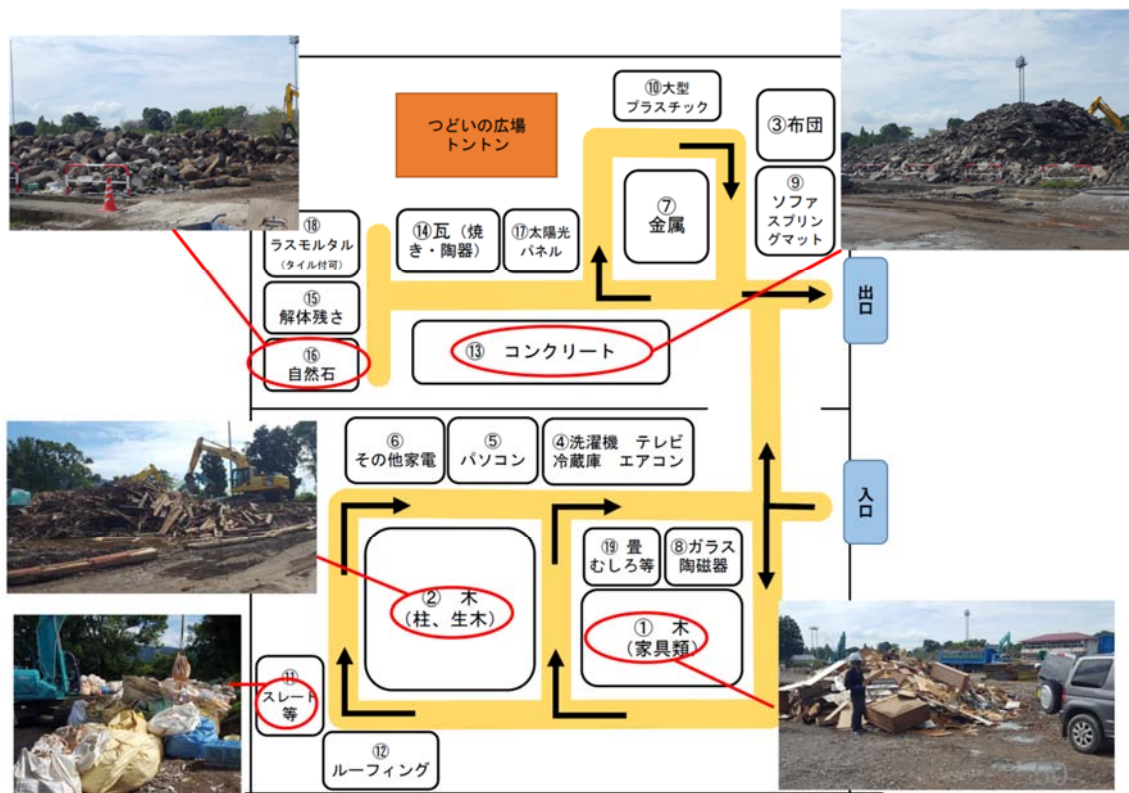 つどいの広場
トントン
⑩大型
プラスチック
③布団
⑨
ソファ
スプリ
ングマット
⑦
金属
⑱
ラスモルタル
(タイル付可)
⑭瓦（焼
き・陶器）
⑰太陽光
パネル
⑮
解体残さ
⑯
自然石
⑬ コンクリート
出口
⑥
その他家電
⑤
パソコン
④洗濯機 テレビ
冷蔵庫 エアコン
入口
⑲ 畳
むしろ等
⑧ガラス
陶磁器
② 木
（柱、生木）
① 木
（家具類）
⑪
スレート
等
⑫
ルーフィング